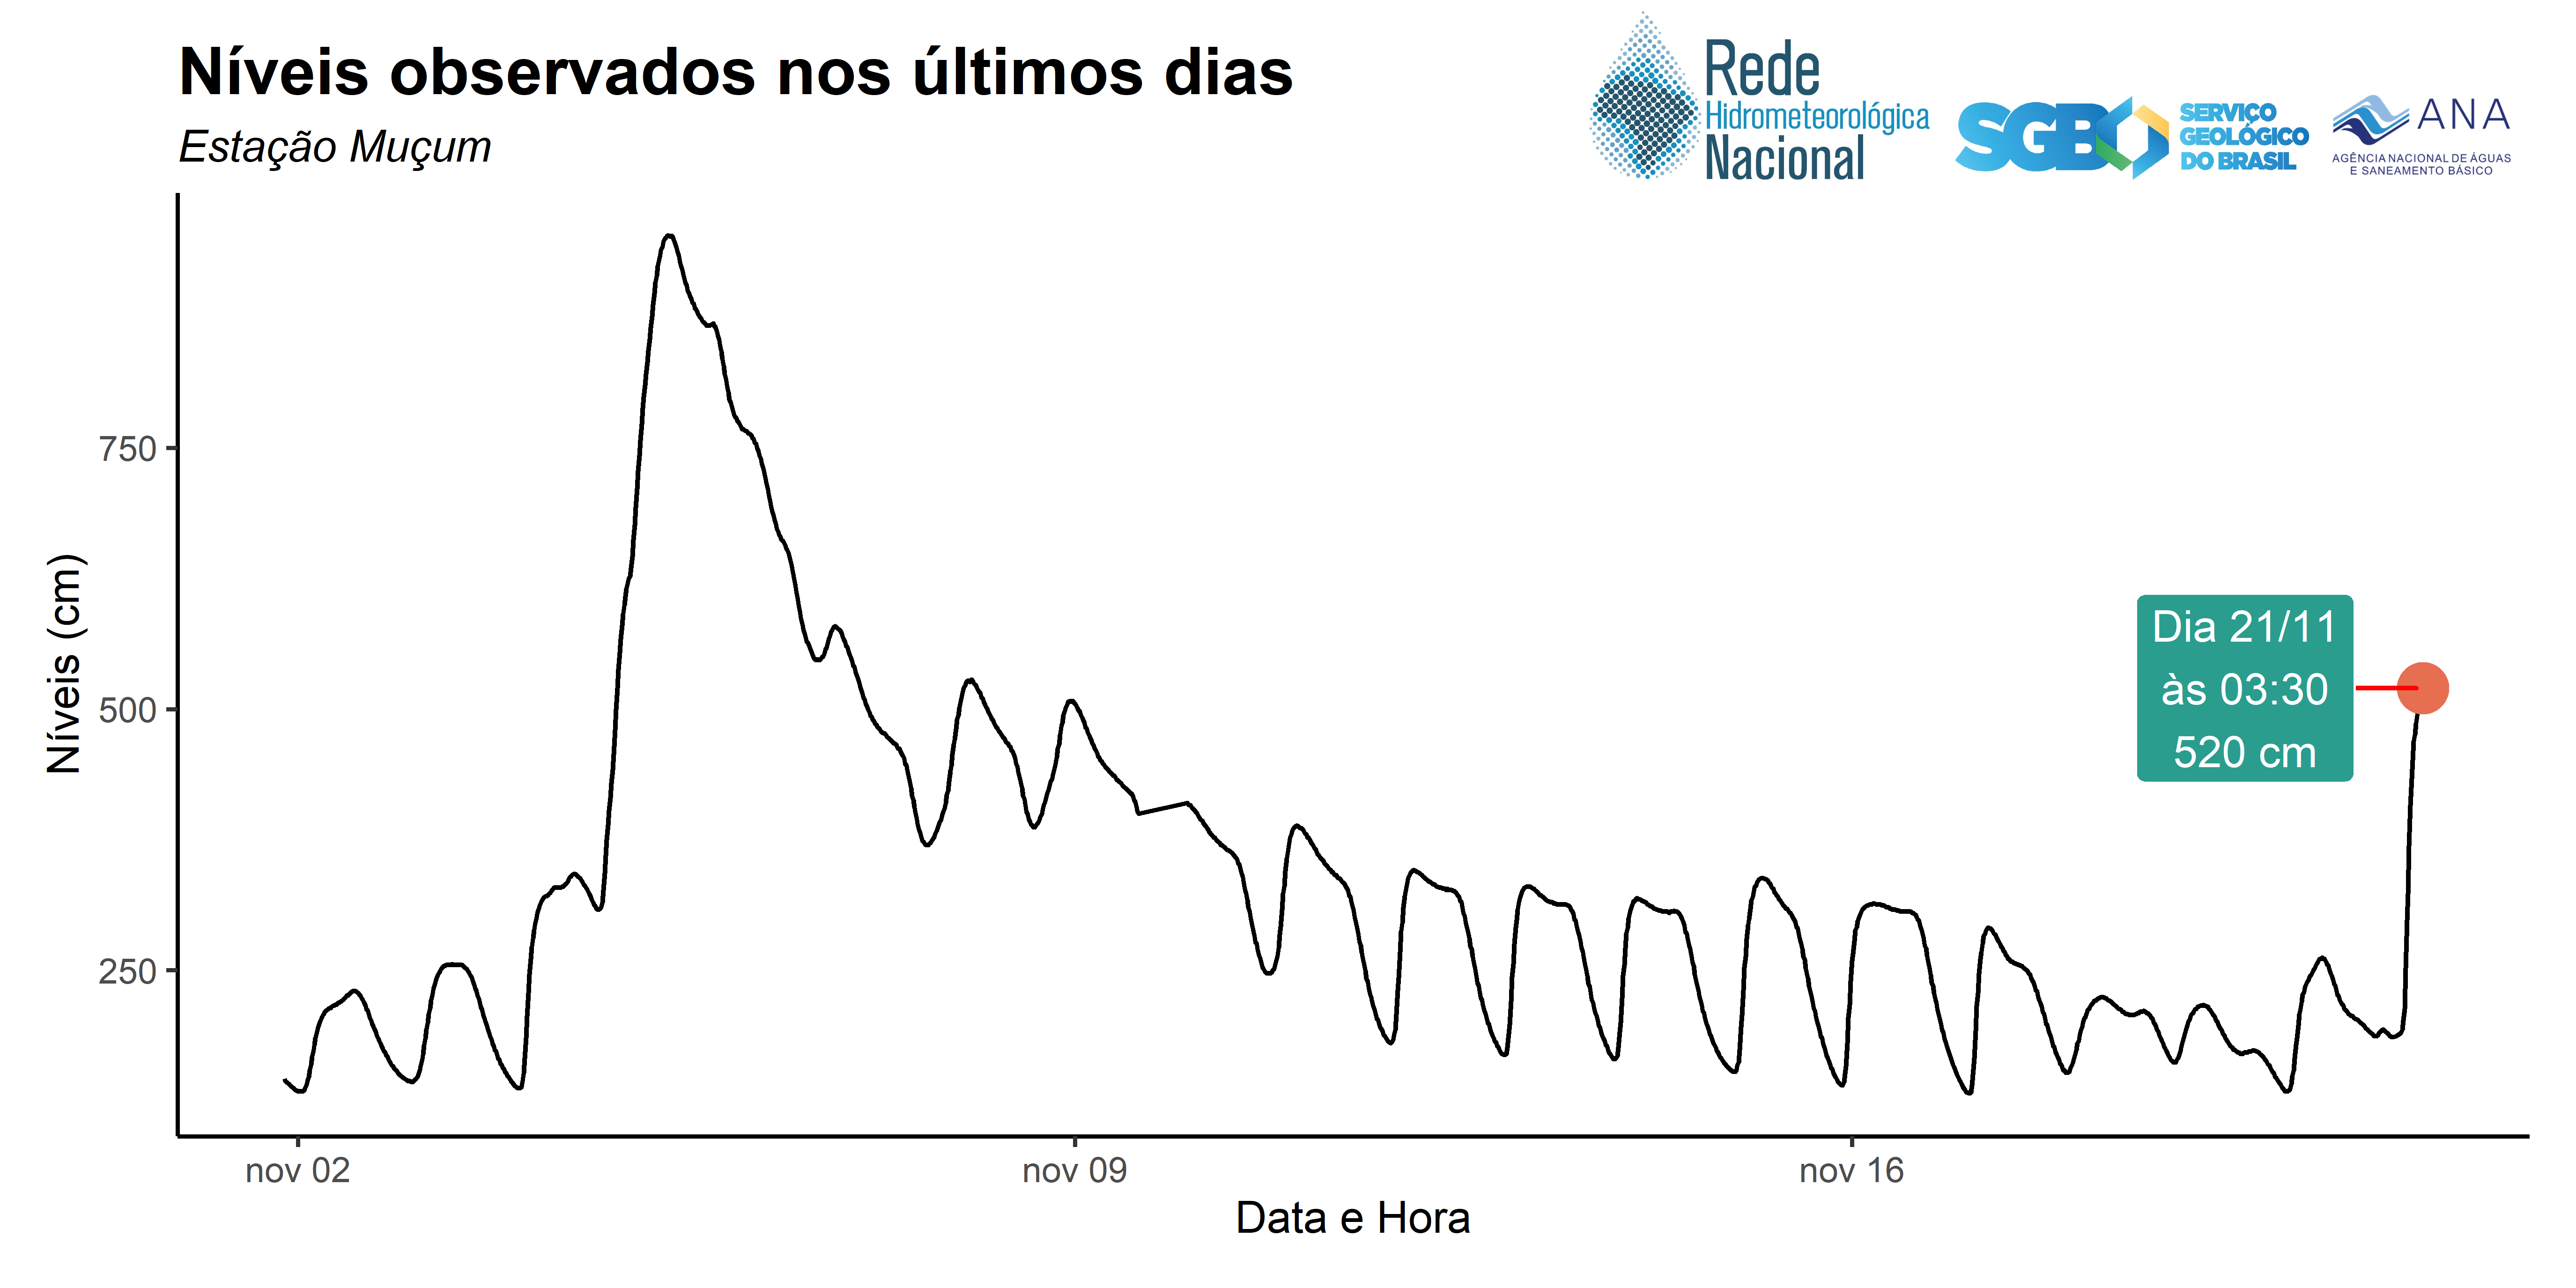 Níveis observados nos últimos dias
Estação Muçum
Rede
Hidrometeorológica
Nacional
SGB
SERVIÇO
GEOLÓGICO
DO BRASIL
ANA
AGÊNCIA NACIONAL DE ÁGUAS
E SANEAMENTO BÁSICO
Níveis (cm)
750
500
250
Dia 21/11
às 03:30
520 cm
nov 02
nov 09
nov 16
Data e Hora